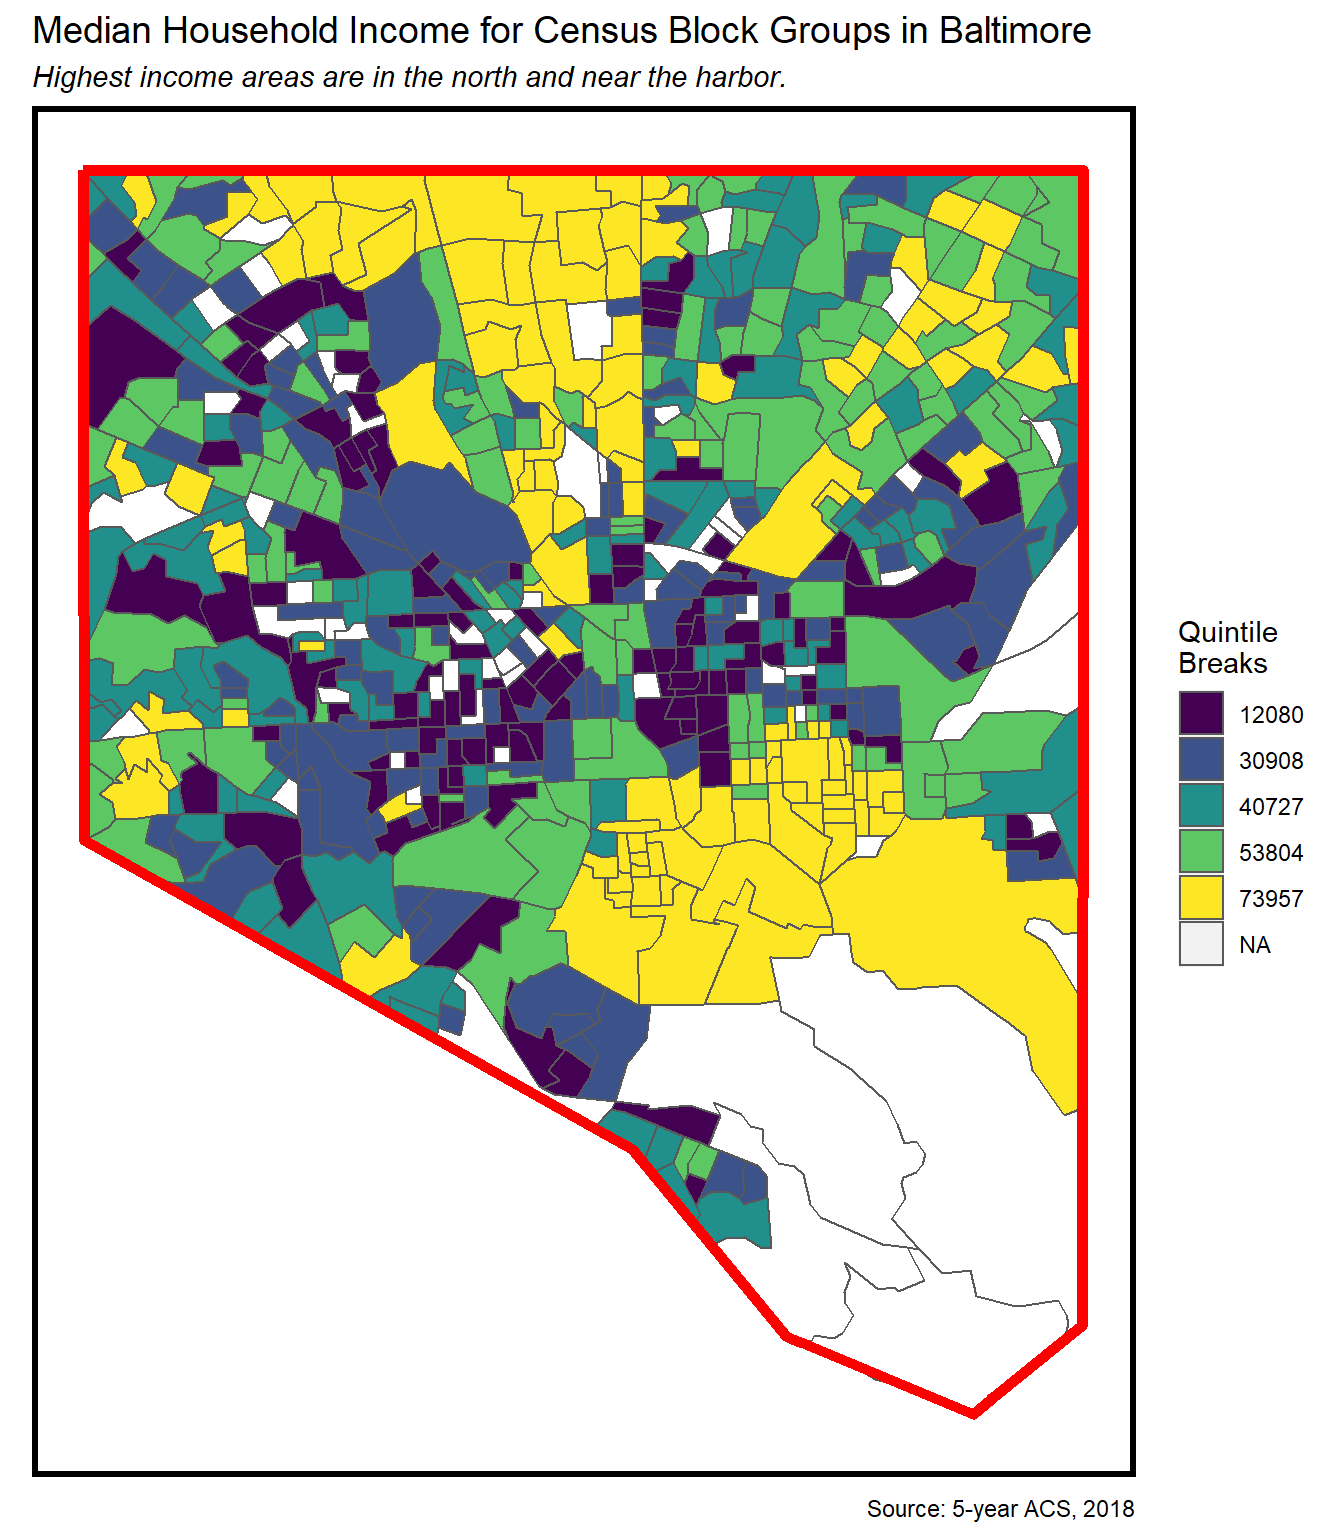 Median Household Income for Census Block Groups in Baltimore
Highest income areas are in the north and near the harbor.
Quintile
Breaks
12080
30908
40727
53804
73957
NA
Source: 5-year ACS, 2018